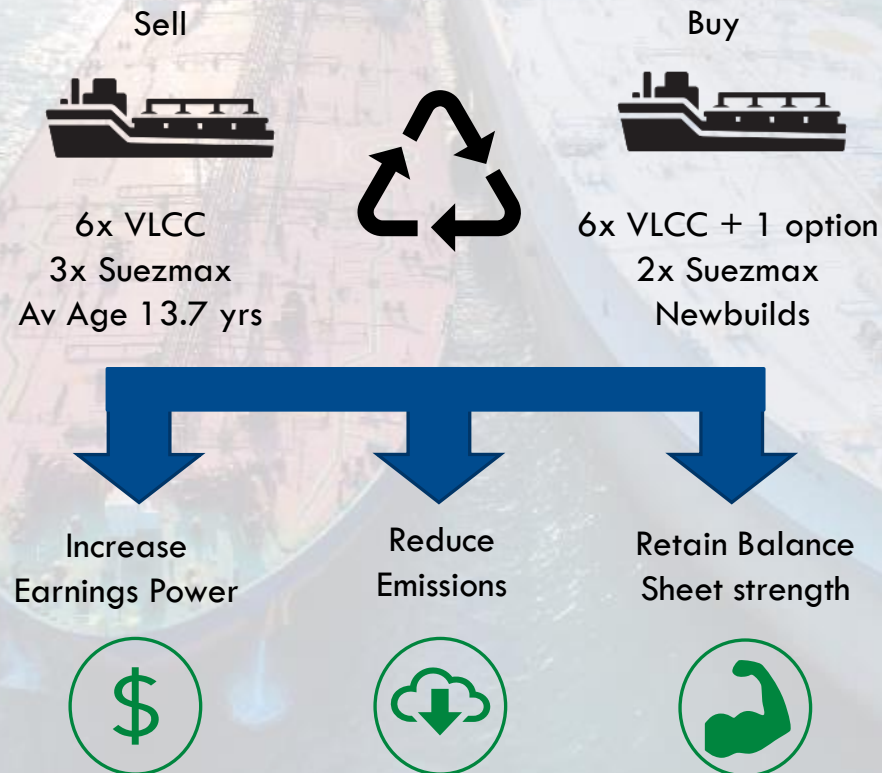 Sell
6x VLCC
3x Suezmax
Av Age 13.7 yrs
Buy
6x VLCC + 1 option
2x Suezmax
Newbuilds
Increase
Earnings Power
$
Reduce
Emissions
Retain Balance
Sheet strength